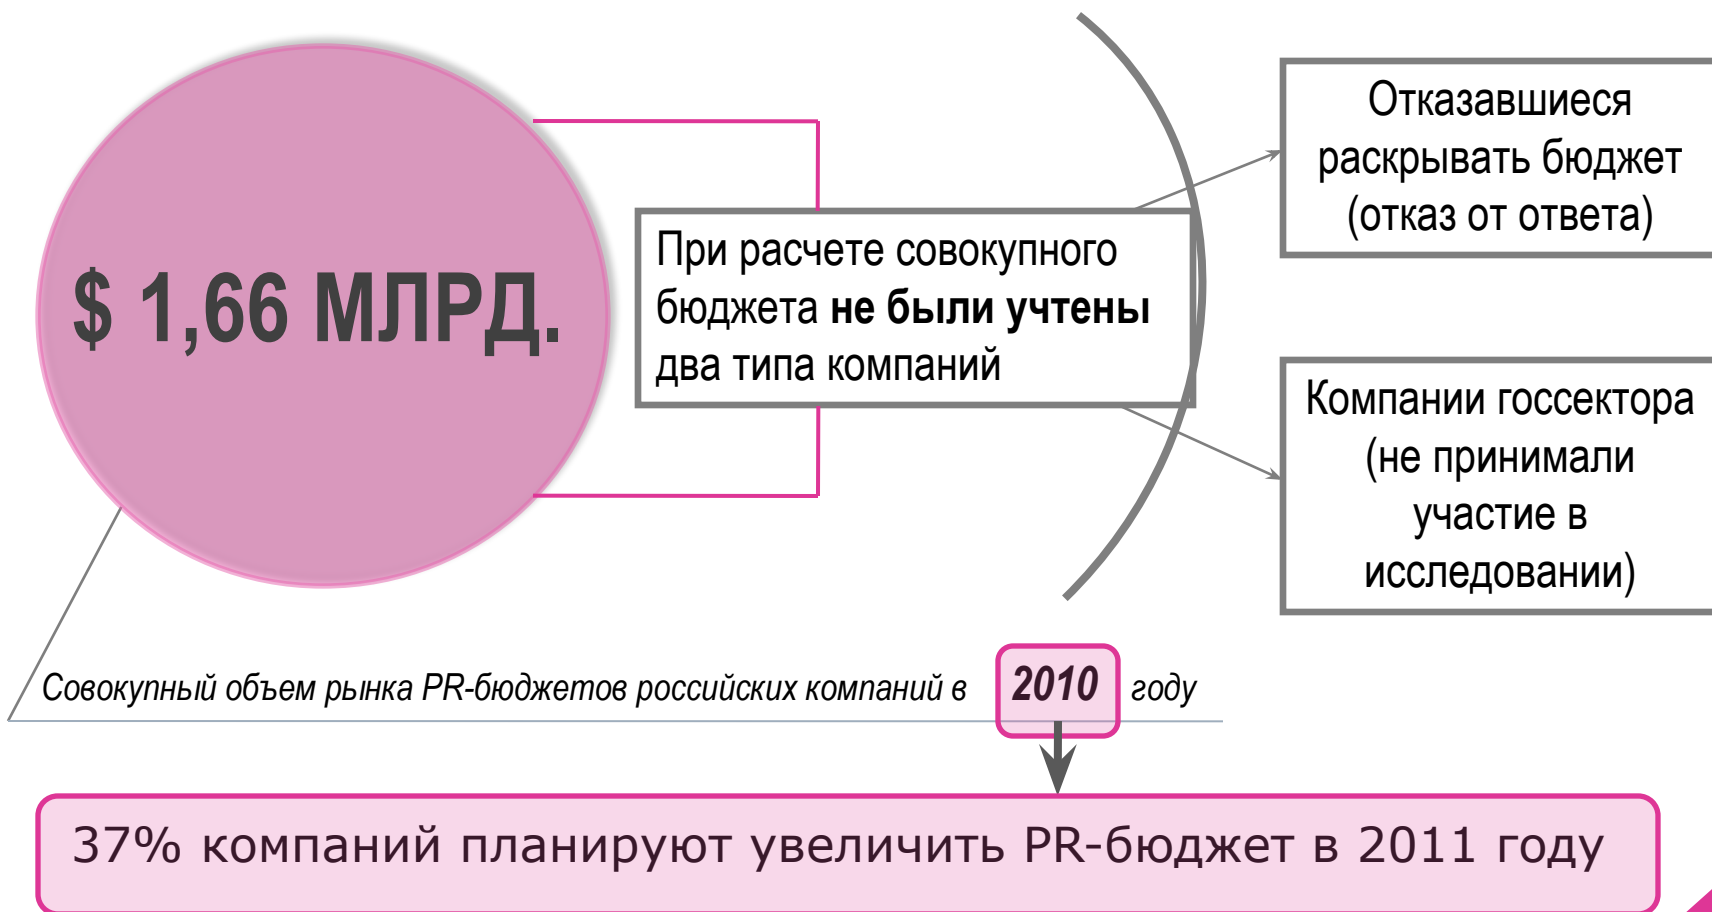 $ 1,66 МЛРД.
При расчете совокупного
бюджета не были учтены
два типа компаний
Отказавшиеся
раскрывать бюджет
(отказ от ответа)
Компании госсектора
(не принимали
участие в
исследовании)
Совокупный объем рынка PR-бюджетов российских компаний в 2010 году
37% компаний планируют увеличить PR-бюджет в 2011 году